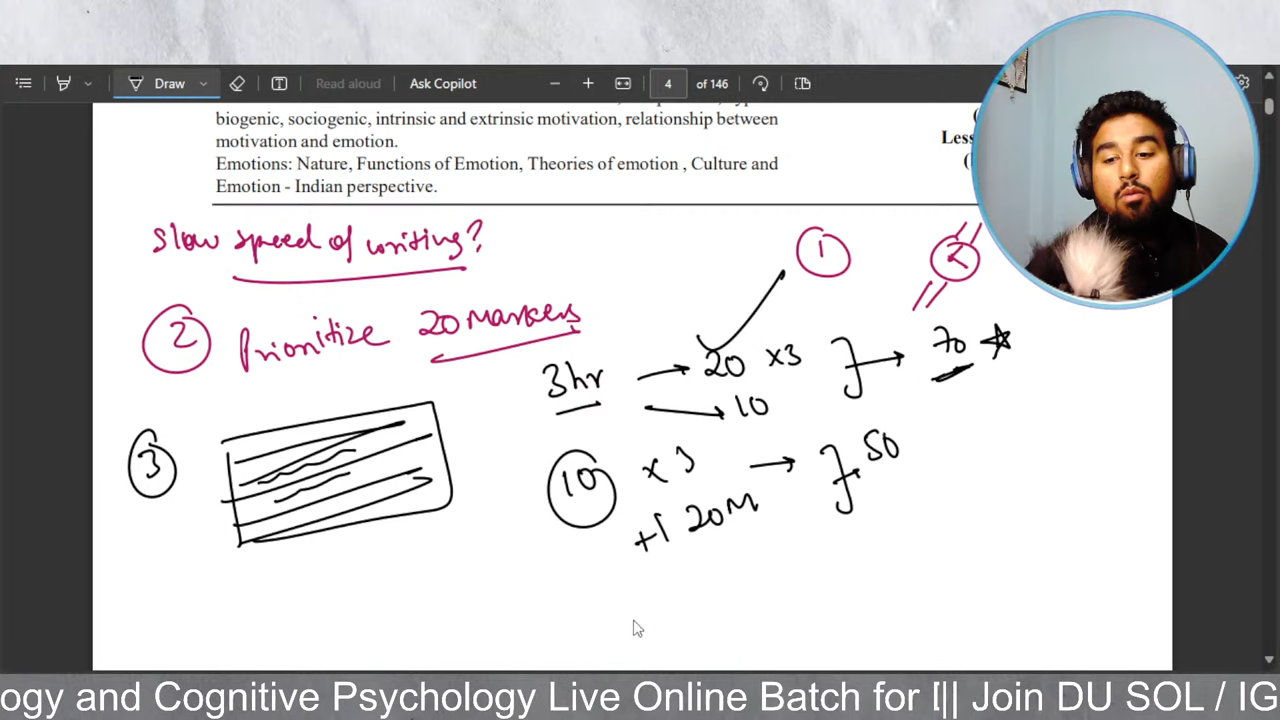 Draw
Read aloud
Ask Copilot
4
of 146
biogenic, sociogenic, intrinsic and extrinsic motivation, relationship between
motivation and emotion.
Emotions: Nature, Functions of Emotion, Theories of emotion , Culture and
Emotion - Indian perspective.
Less
(
Slow speed of writing?
1
2
2 Prioritize 20 Markers
3hr → 20 x3 } → 70
→ 10
3
10 x 3 → } 50
+1 20M
ogy and Cognitive Psychology Live Online Batch for [|| Join DU SOL / IG